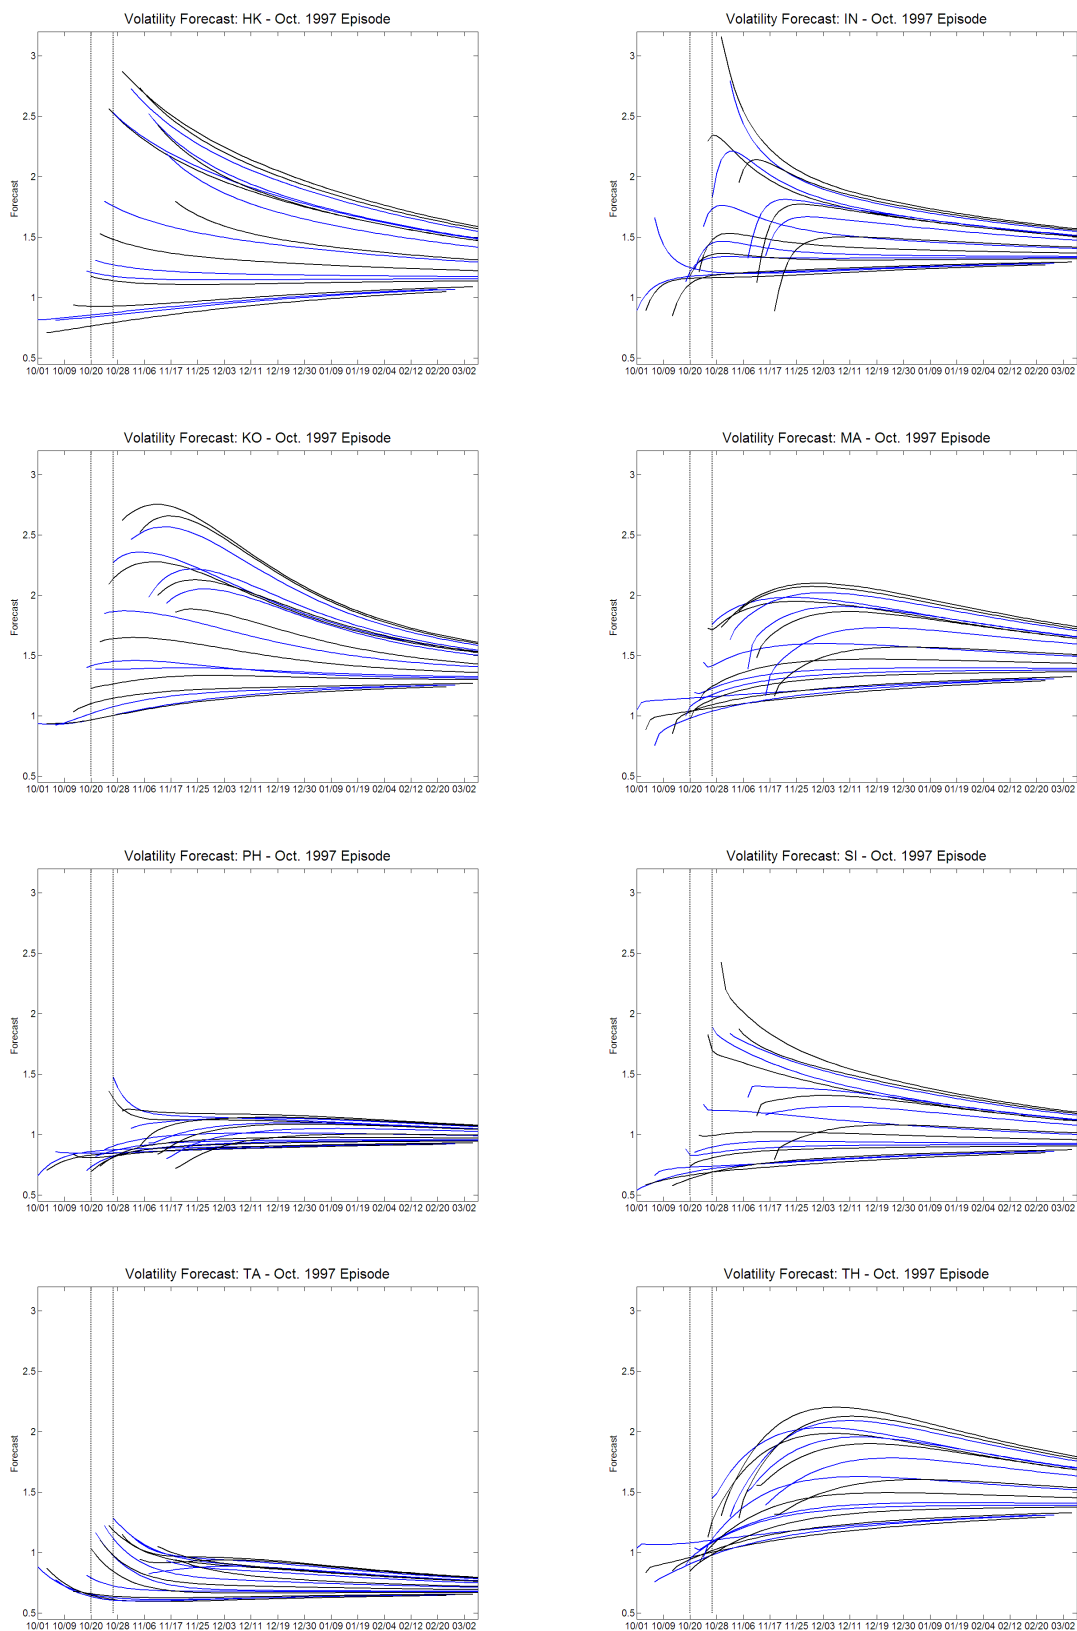 Volatility Forecast: HK - Oct. 1997 Episode
3
2.5
2
1.5
1
0.5
Forecast
10/01 10/09 10/20 10/28 11/06 11/17 11/25 12/03 12/11 12/19 12/30 01/09 01/19 02/04 02/12 02/20 03/02
Volatility Forecast: IN - Oct. 1997 Episode
3
2.5
2
1.5
1
0.5
Forecast
10/01 10/09 10/20 10/28 11/06 11/17 11/25 12/03 12/11 12/19 12/30 01/09 01/19 02/04 02/12 02/20 03/02
Volatility Forecast: KO - Oct. 1997 Episode
3
2.5
2
1.5
1
0.5
Forecast
10/01 10/09 10/20 10/28 11/06 11/17 11/25 12/03 12/11 12/19 12/30 01/09 01/19 02/04 02/12 02/20 03/02
Volatility Forecast: MA - Oct. 1997 Episode
3
2.5
2
1.5
1
0.5
Forecast
10/01 10/09 10/20 10/28 11/06 11/17 11/25 12/03 12/11 12/19 12/30 01/09 01/19 02/04 02/12 02/20 03/02
Volatility Forecast: PH - Oct. 1997 Episode
3
2.5
2
1.5
1
0.5
Forecast
10/01 10/09 10/20 10/28 11/06 11/17 11/25 12/03 12/11 12/19 12/30 01/09 01/19 02/04 02/12 02/20 03/02
Volatility Forecast: SI - Oct. 1997 Episode
3
2.5
2
1.5
1
0.5
Forecast
10/01 10/09 10/20 10/28 11/06 11/17 11/25 12/03 12/11 12/19 12/30 01/09 01/19 02/04 02/12 02/20 03/02
Volatility Forecast: TA - Oct. 1997 Episode
3
2.5
2
1.5
1
0.5
Forecast
10/01 10/09 10/20 10/28 11/06 11/17 11/25 12/03 12/11 12/19 12/30 01/09 01/19 02/04 02/12 02/20 03/02
Volatility Forecast: TH - Oct. 1997 Episode
3
2.5
2
1.5
1
0.5
Forecast
10/01 10/09 10/20 10/28 11/06 11/17 11/25 12/03 12/11 12/19 12/30 01/09 01/19 02/04 02/12 02/20 03/02